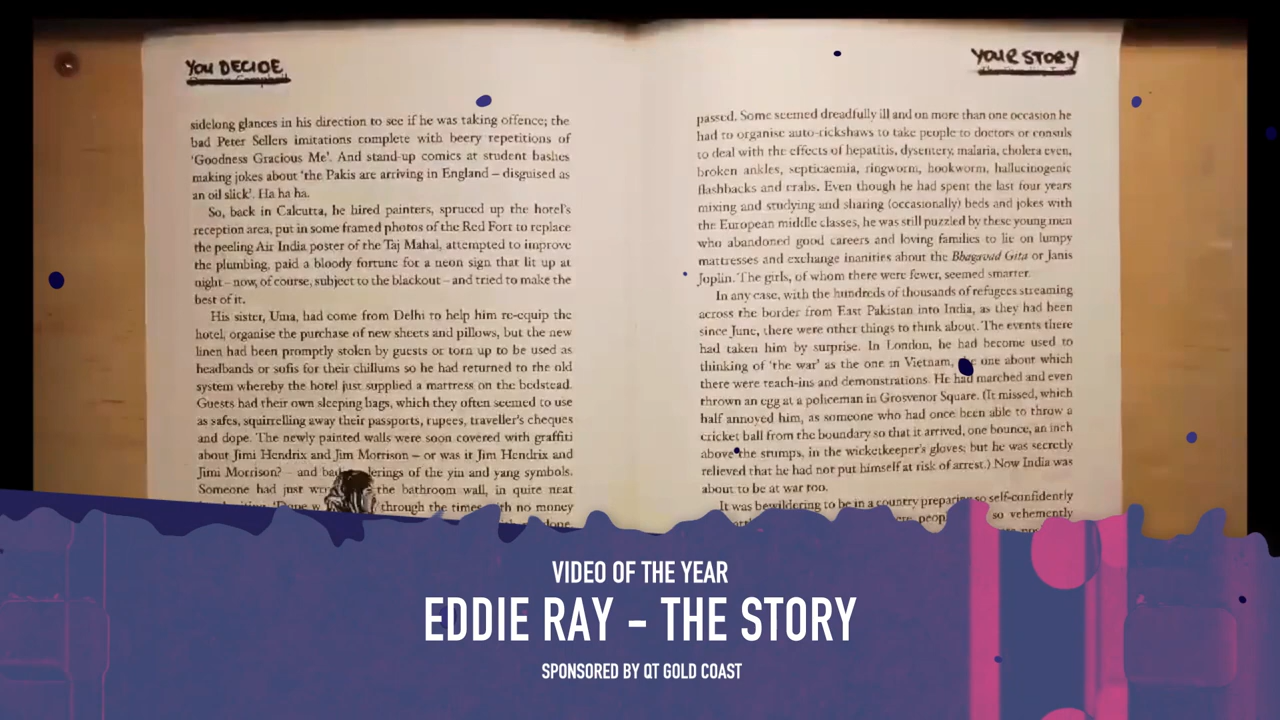 YOU DECIDE
sidelong glances in his direction to see if he was taking offence; the
bad Peter Sellers imitations complete with beery repetitions of
'Goodness Gracious Me'. And stand-up comics at student bashes
making jokes about 'the Pakis are arriving in England – disguised as
an oil slick'. Ha ha ha.
So, back in Calcutta, he hired painters, spruced up the hotel's
reception area, put in some framed photos of the Red Fort to replace
the peeling Air India poster of the Taj Mahal, attempted to improve
the plumbing, paid a bloody fortune for a neon sign that lit up at
night – now, of course, subject to the blackout – and tried to make the
best of it.
His sister, Uma, had come from Delhi to help him re-equip the
hotel, organise the purchase of new sheets and pillows, but the new
linen had been promptly stolen by guests or torn up to be used as
headbands or sofis for their chillums so he had returned to the old
system whereby the hotel just supplied a mattress on the bedstead.
Guests had their own sleeping bags, which they often seemed to use
as safes, squirrelling away their passports, rupees, traveller's cheques
and dope. The newly painted walls were soon covered with graffiti
about Jimi Hendrix and Jim Morrison – or was it Jim Hendrix and
Jimi Morrison? – and bad of the yin and yang symbols.
Someone had just the bathroom wall, in quite neat
through the times no money
dope
YOUR STORY
passed. Some seemed dreadfully ill and on more than one occasion he
had to organise auto-rickshaws to take people to doctors or consuls
to deal with the effects of hepatitis, dysentery, malaria, cholera even,
broken ankles, septicaemia, ringworm, hookworm, hallucinogenic
flashbacks and crabs. Even though he had spent the last four years
mixing and studying and sharing (occasionally) beds and jokes with
the European middle classes, he was still puzzled by these young men
who abandoned good careers and loving families to lie on lumpy
mattresses and exchange inanities about the Bhagavad Gita or Janis
Joplin. The girls, of whom there were fewer, seemed smarter.
In any case, with the hundreds of thousands of refugees streaming
across the border from East Pakistan into India, as they had been
since June, there were other things to think about. The events there
had taken him by surprise. In London, he had become used to
thinking of 'the war' as the one in Vietnam, the one about which
there were teach-ins and demonstrations. He had marched and even
thrown an egg at a policeman in Grosvenor Square. (It missed, which
half annoyed him, as someone who had once been able to throw a
cricket ball from the boundary so that it arrived, one bounce, an inch
above the stumps, in the wicketkeeper's gloves; but he was secretly
relieved that he had not put himself at risk of arrest.) Now India was
about to be at war too.
It was bewildering to be in a country preparing so self-confidently
so vehemently
VIDEO OF THE YEAR
EDDIE RAY – THE STORY
SPONSORED BY QT GOLD COAST